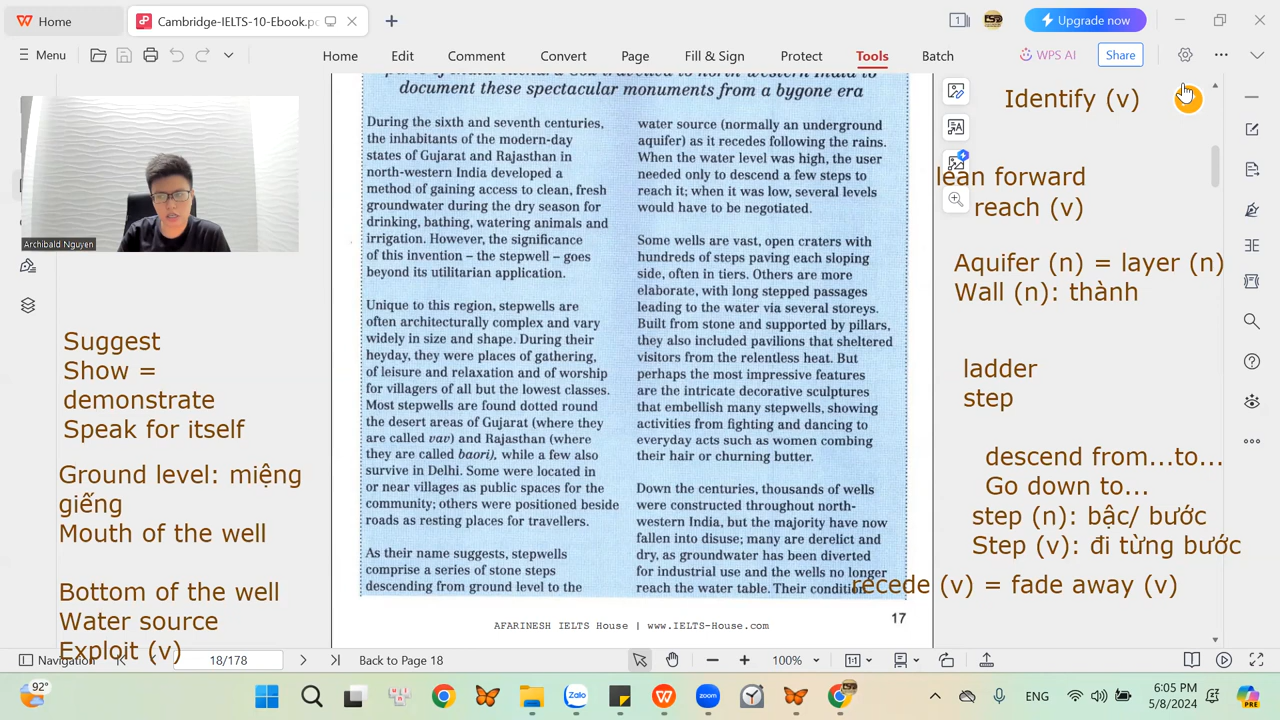 Home
Cambridge-IELTS-10-Ebook.p
1
Upgrade now
Menu
Home
Edit
Comment
Convert
Page
Fill & Sign
Protect
Tools
Batch
WPS AI
Share
document these spectacular monuments from a bygone era
During the sixth and seventh centuries,
the inhabitants of the modern-day
states of Gujarat and Rajasthan in
north-western India developed a
method of gaining access to clean, fresh
groundwater during the dry season for
drinking, bathing, watering animals and
irrigation. However, the significance
of this invention – the stepwell – goes
beyond its utilitarian application.
Unique to this region, stepwells are
often architecturally complex and vary
widely in size and shape. During their
heyday, they were places of gathering,
of leisure and relaxation and of worship
for villagers of all but the lowest classes.
Most stepwells are found dotted round
the desert areas of Gujarat (where they
are called vav) and Rajasthan (where
they are called baori), while a few also
survive in Delhi. Some were located in
or near villages as public spaces for the
community; others were positioned beside
roads as resting places for travellers.
As their name suggests, stepwells
comprise a series of stone steps
descending from ground level to the
water source (normally an underground
aquifer) as it recedes following the rains.
When the water level was high, the user
needed only to descend a few steps to
reach it; when it was low, several levels
would have to be negotiated.
Some wells are vast, open craters with
hundreds of steps paving each sloping
side, often in tiers. Others are more
elaborate, with long stepped passages
leading to the water via several storeys.
Built from stone and supported by pillars,
they also included pavilions that sheltered
visitors from the relentless heat. But
perhaps the most impressive features
are the intricate decorative sculptures
that embellish many stepwells, showing
activities from fighting and dancing to
everyday acts such as women combing
their hair or churning butter.
Down the centuries, thousands of wells
were constructed throughout north-
western India, but the majority have now
fallen into disuse; many are derelict and
dry, as groundwater has been diverted
for industrial use and the wells no longer
reach the water table. Their condition
17
AFARINESH IELTS House | www.IELTS-House.com
Archibald Nguyen
Suggest
Show =
demonstrate
Speak for itself
Ground level: miệng
giếng
Mouth of the well
Bottom of the well
Water source
Exploit (v)
Identify (v)
lean forward
reach (v)
Aquifer (n) = layer (n)
Wall (n): thành
ladder
step
descend from...to...
Go down to...
step (n): bậc/ bước
Step (v): đi từng bước
recede (v) = fade away (v)
Navigation
18/178
Back to Page 18
100%
1:1
92°
Zalo
zoom
ENG
6:05 PM
5/8/2024
PRE